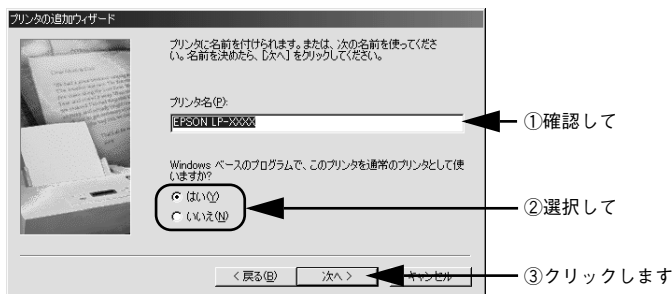 プリンタの追加ウィザード
プリンタに名前を付けられます。または、次の名前を使ってくださ
い。名前を決めたら、[次へ] をクリックしてください。
プリンタ名(P):
EPSON LP-XXXX
①確認して
Windows ベースのプログラムで、このプリンタを通常のプリンタとして使
いますか?
はい(Y)
いいえ(N)
②選択して
< 戻る(B)
次へ >
キャンセル
③クリックします